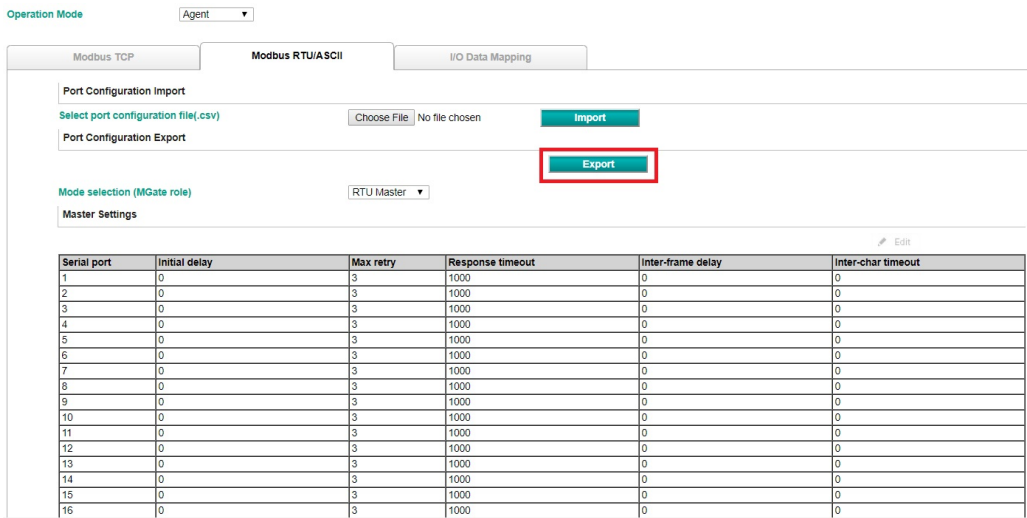 Operation Mode Agent
Modbus TCP Modbus RTU/ASCII I/O Data Mapping
Port Configuration Import
Select port configuration file(.csv) Choose File No file chosen Import
Port Configuration Export
Export
Mode selection (MGate role) RTU Master
Master Settings
Edit
Serial port Initial delay Max retry Response timeout Inter-frame delay Inter-char timeout
1 0 3 1000 0 0
2 0 3 1000 0 0
3 0 3 1000 0 0
4 0 3 1000 0 0
5 0 3 1000 0 0
6 0 3 1000 0 0
7 0 3 1000 0 0
8 0 3 1000 0 0
9 0 3 1000 0 0
10 0 3 1000 0 0
11 0 3 1000 0 0
12 0 3 1000 0 0
13 0 3 1000 0 0
14 0 3 1000 0 0
15 0 3 1000 0 0
16 0 3 1000 0 0